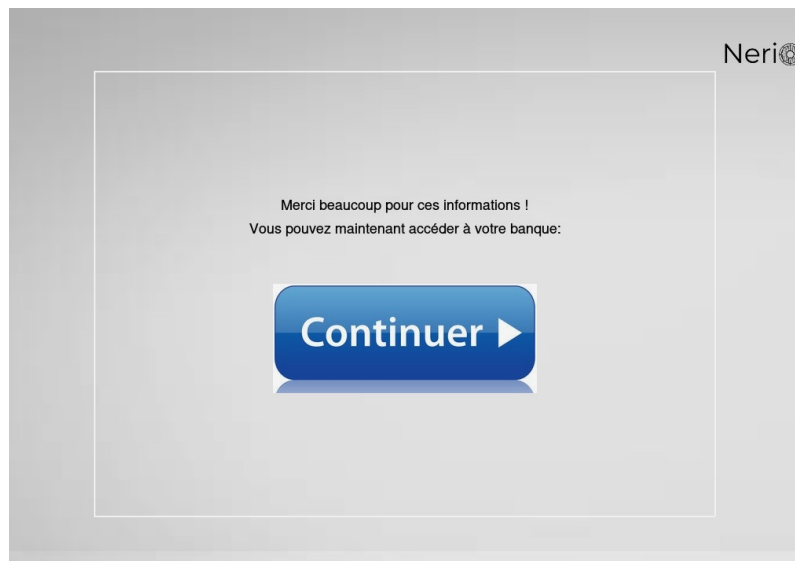 Neri
Merci beaucoup pour ces informations !
Vous pouvez maintenant accéder à votre banque:
Continuer